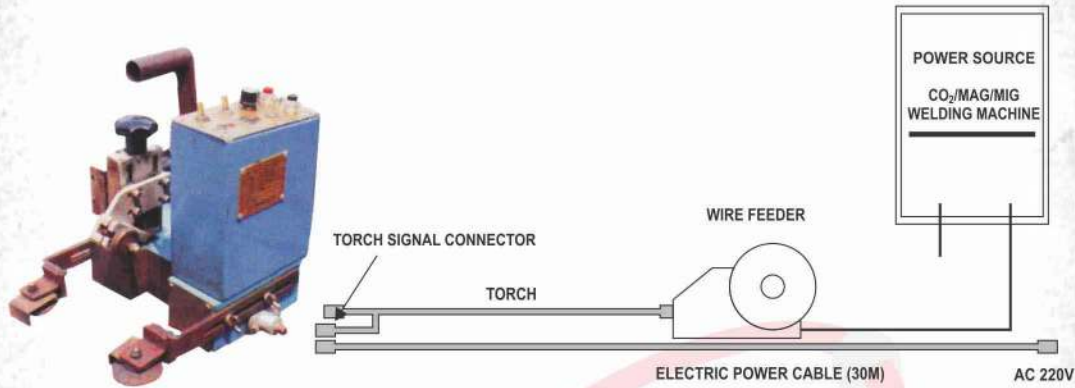 POWER SOURCE
CO₂/MAG/MIG
WELDING MACHINE
WIRE FEEDER
TORCH SIGNAL CONNECTOR
TORCH
ELECTRIC POWER CABLE (30M)
AC 220V